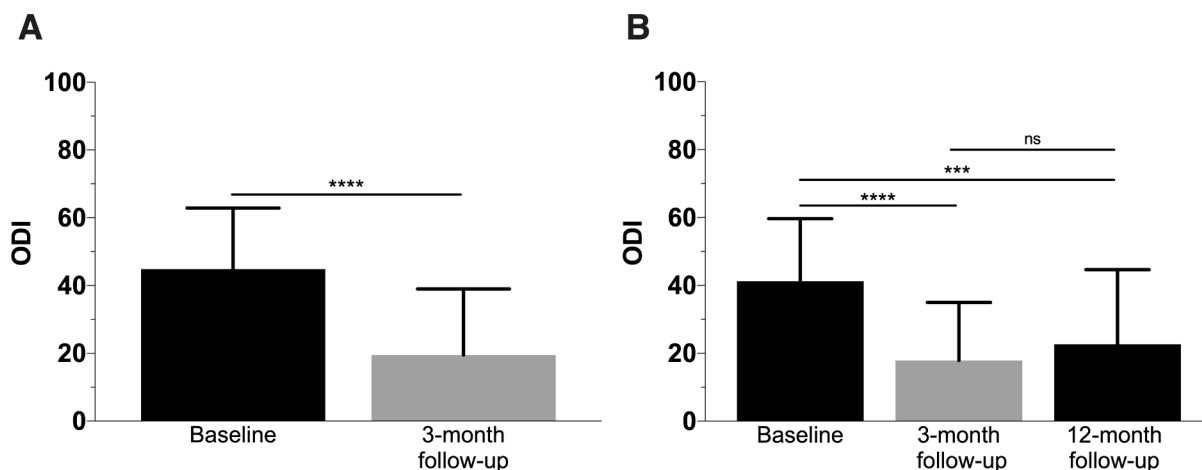 A
ODI
100
80
60
40
20
0
****
Baseline
3-month
follow-up
B
ODI
100
80
60
40
20
0
ns
***
****
Baseline
3-month
follow-up
12-month
follow-up